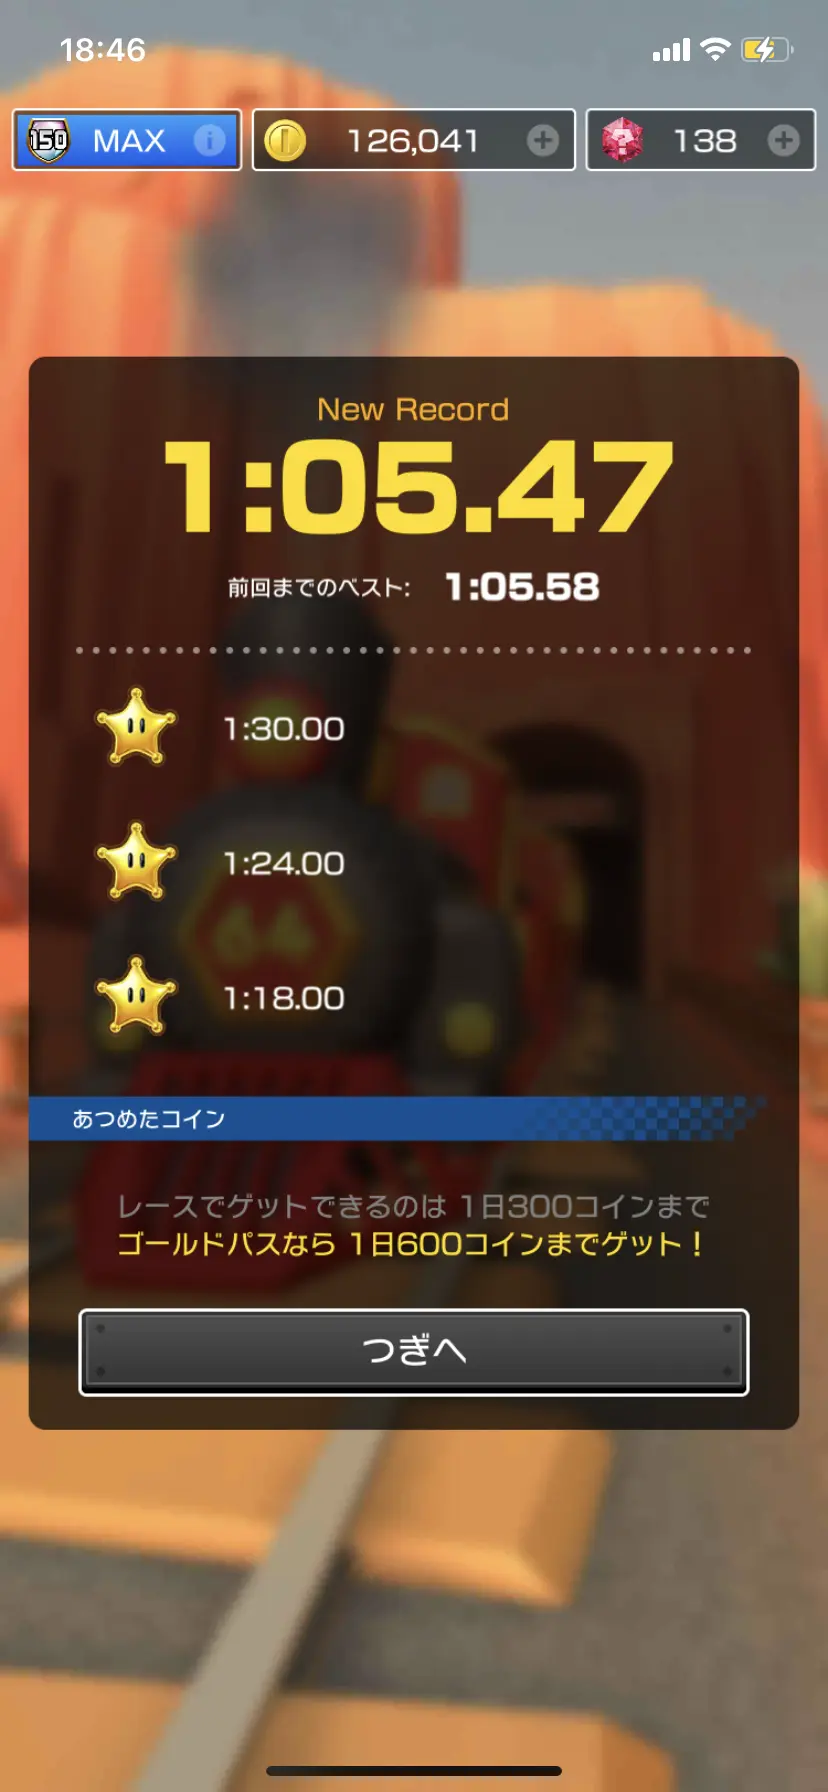 18:46
150 MAX i 126,041 138
New Record
1:05.47
前回までのベスト: 1:05.58
1:30.00
1:24.00
1:18.00
64
あつめたコイン
レースでゲットできるのは 1日300コインまで
ゴールドパスなら 1日600コインまでゲット！
つぎへ